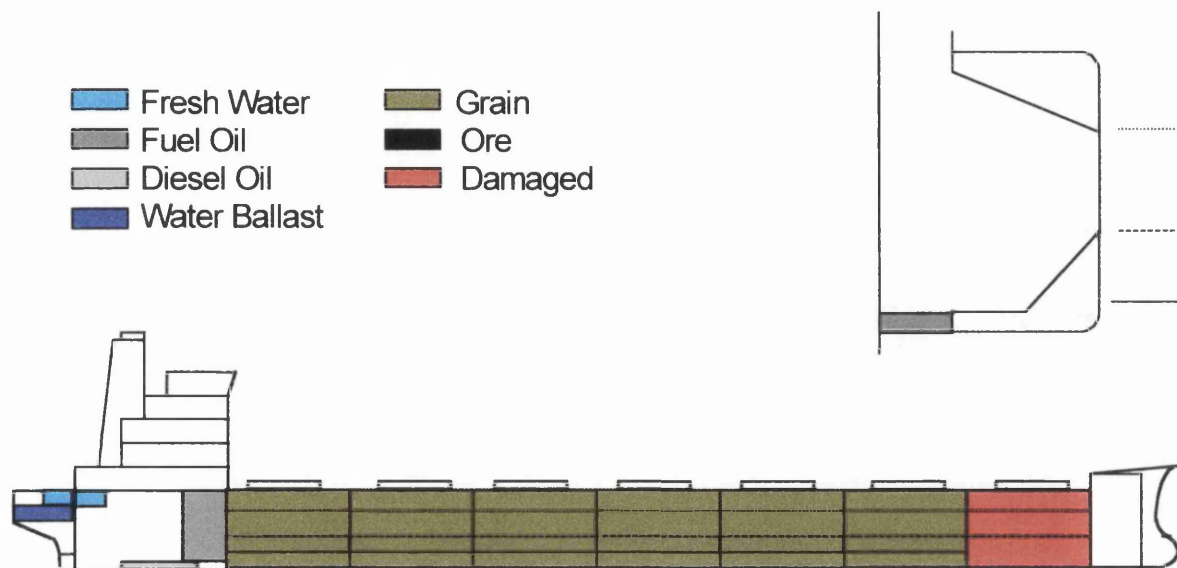 Fresh Water
Fuel Oil
Diesel Oil
Water Ballast
Grain
Ore
Damaged